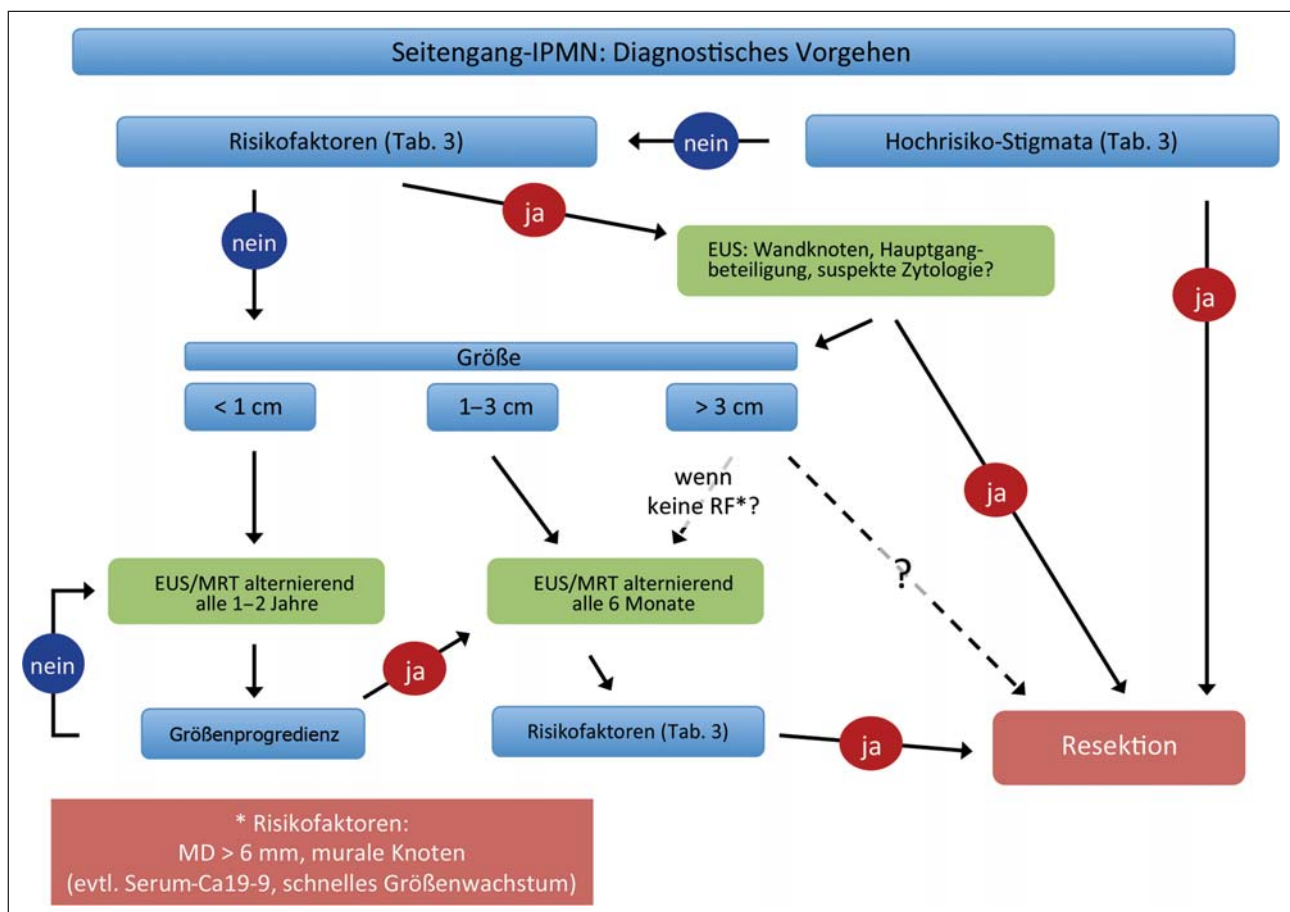 Seitengang-IPMN: Diagnostisches Vorgehen
Risikofaktoren (Tab. 3)
nein
Hochrisiko-Stigmata (Tab. 3)
ja
nein
EUS: Wandknoten, Hauptgang-
beteiligung, suspekte Zytologie?
ja
Größe
< 1 cm
1–3 cm
> 3 cm
wenn
keine RF*?
ja
?
EUS/MRT alternierend
alle 1–2 Jahre
EUS/MRT alternierend
alle 6 Monate
nein
ja
Größenprogredienz
Risikofaktoren (Tab. 3)
ja
Resektion
* Risikofaktoren:
MD > 6 mm, murale Knoten
(evtl. Serum-Ca19-9, schnelles Größenwachstum)